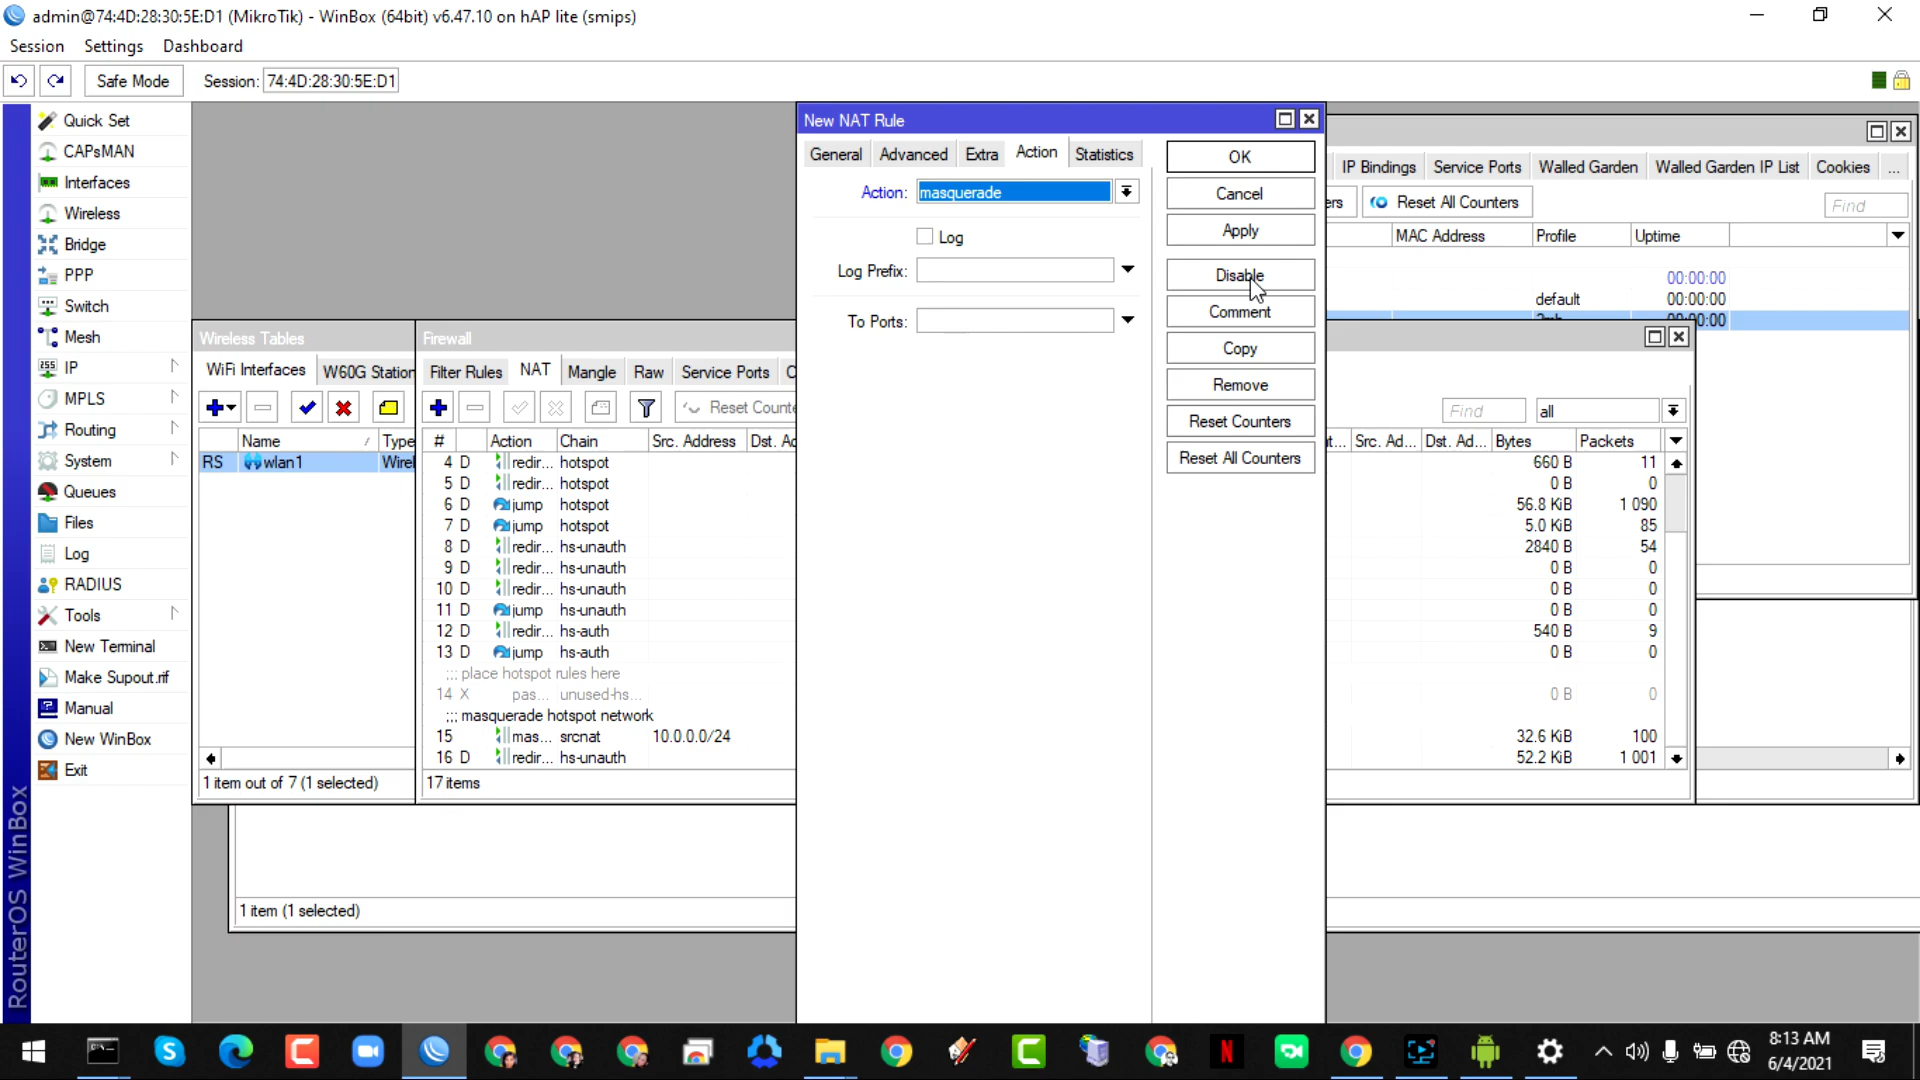 admin@74:4D:28:30:5E:D1 (MikroTik) - WinBox (64bit) v6.47.10 on hAP lite (smips)
Session Settings Dashboard
Safe Mode Session: 74:4D:28:30:5E:D1
Quick Set
CAPsMAN
Interfaces
Wireless
Bridge
PPP
Switch
Mesh
IP
MPLS
Routing
System
Queues
Files
Log
RADIUS
Tools
New Terminal
Make Supout.rif
Manual
New WinBox
Exit
RouterOS WinBox
Wireless Tables
WiFi Interfaces W60G Station
Name Type
RS wlan1 Wirel
1 item out of 7 (1 selected)
Firewall
Filter Rules NAT Mangle Raw Service Ports C
Reset Counte
# Action Chain Src. Address Dst. Ad
4 D redir... hotspot
5 D redir... hotspot
6 D jump hotspot
7 D jump hotspot
8 D redir... hs-unauth
9 D redir... hs-unauth
10 D redir... hs-unauth
11 D jump hs-unauth
12 D redir... hs-auth
13 D jump hs-auth
;;; place hotspot rules here
14 X pas... unused-hs...
;;; masquerade hotspot network
15 mas... srcnat 10.0.0.0/24
16 redir... hs-unauth
17 items
1 item (1 selected)
New NAT Rule
General Advanced Extra Action Statistics
Action: masquerade
Log
Log Prefix:
To Ports:
OK
Cancel
Apply
Disable
Comment
Copy
Remove
Reset Counters
Reset All Counters
IP Bindings Service Ports Walled Garden Walled Garden IP List Cookies ...
ers Reset All Counters Find
MAC Address Profile Uptime
00:00:00
default 00:00:00
00:00
Find all
t... Src. Ad... Dst. Ad... Bytes Packets
660 B 11
0 B 0
56.8 KiB 1 090
5.0 KiB 85
2840 B 54
0 B 0
0 B 0
0 B 0
540 B 9
0 B 0
0 B 0
32.6 KiB 100
52.2 KiB 1 001
8:13 AM
6/4/2021